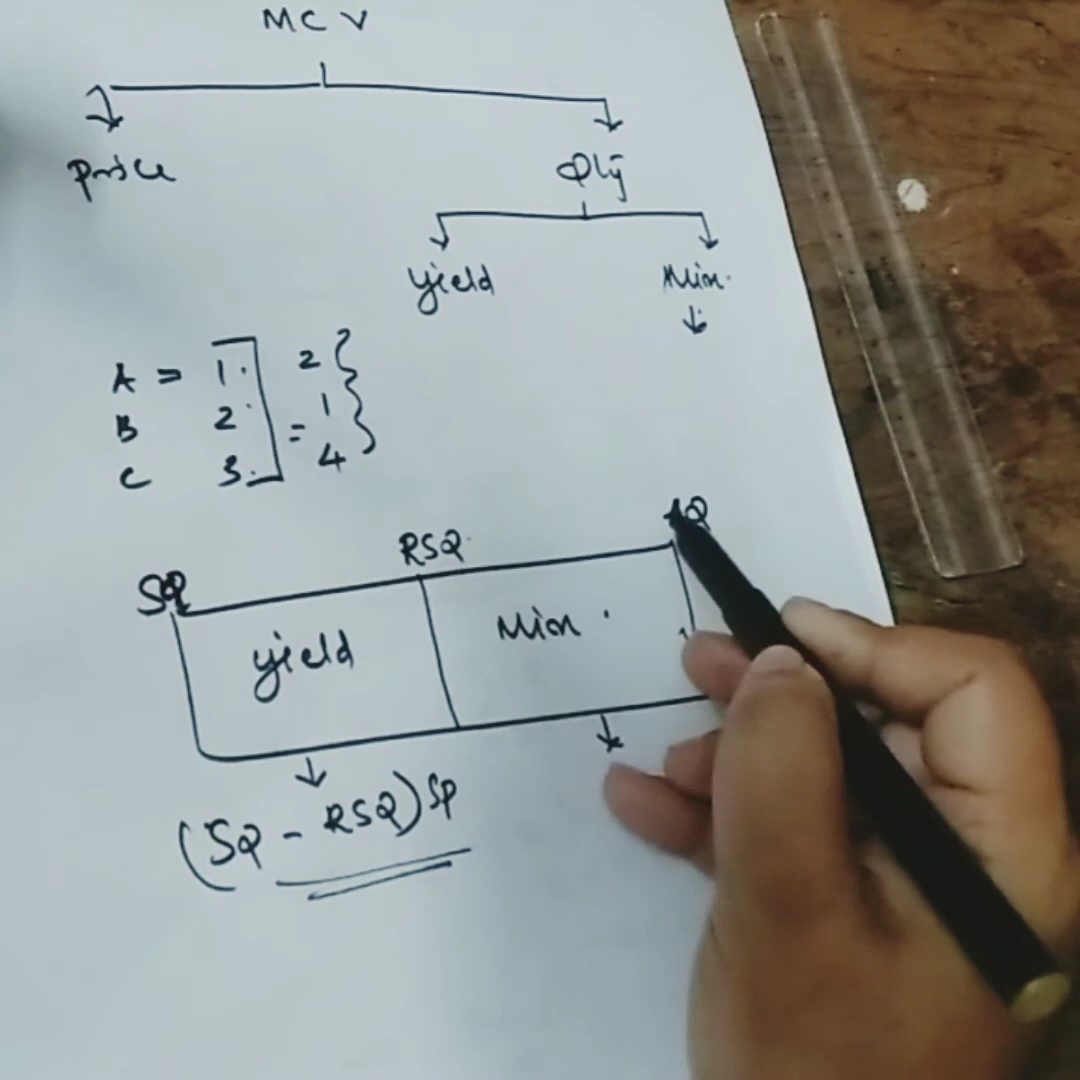 MCV
Price Qty
Yield Mix.
A = 1. 2
B 2. = 1
C 3. 4
SQ RSQ AQ
Yield Mix.
(SQ - RSQ) SP